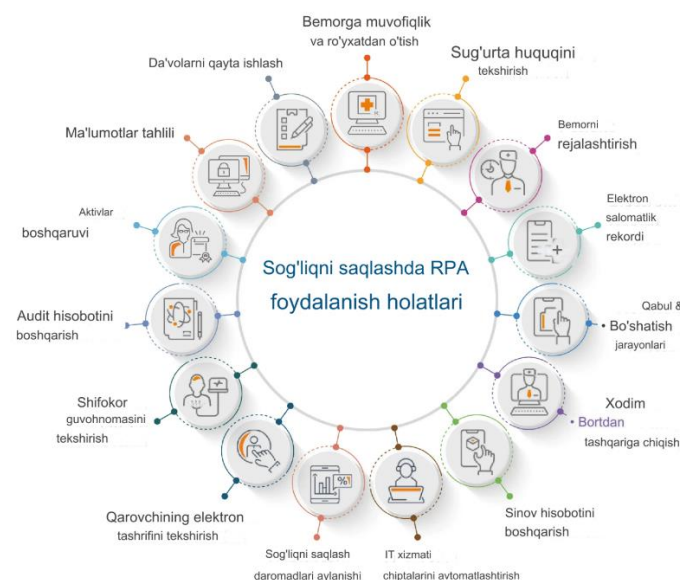 Sog'liqni saqlashda RPA
foydalanish holatlari
Bemorga muvofiqlik
va ro'yxatdan o'tish
Sug'urta huquqini
tekshirish
Bemorni
rejalashtirish
Elektron
salomatlik
rekordi
Qabul &
• Bo'shatish
jarayonlari
Xodim
• Bortdan
tashqariga chiqish
Sinov hisobotini
boshqarish
IT xizmati
chiptalarini avtomatlashtirish
Sog'liqni saqlash
daromadlari aylanishi
Qarovchining elektron
tashrifini tekshirish
Shifokor
guvohnomasini
tekshirish
Audit hisobotini
boshqarish
Aktivlar
boshqaruvi
Ma'lumotlar tahlili
Da'volarni qayta ishlash